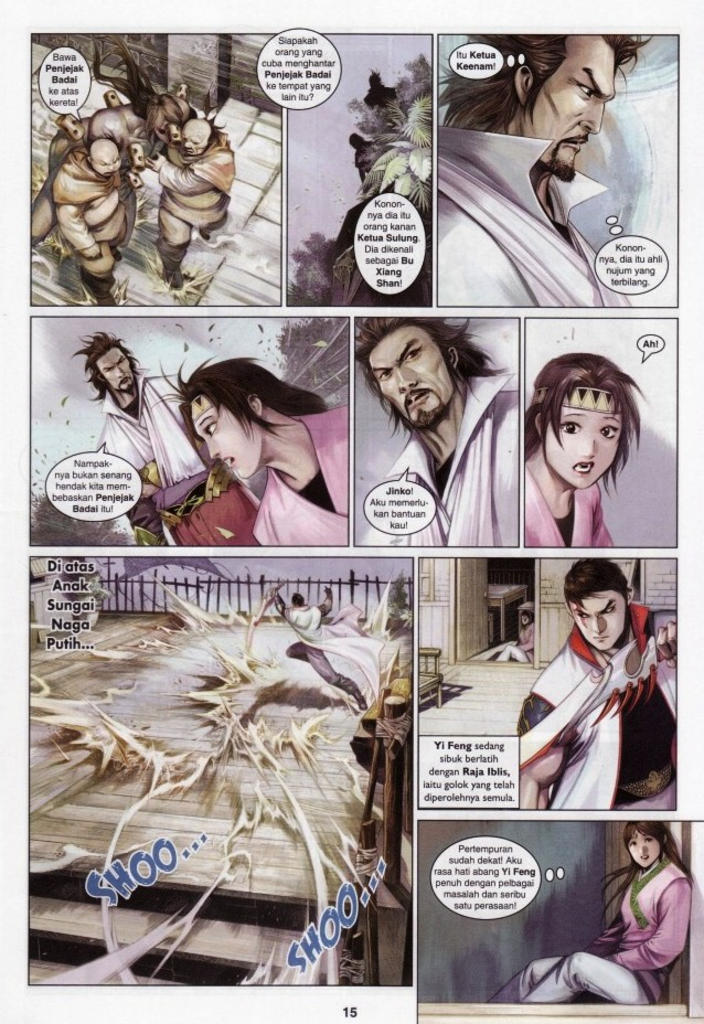 Bawa
Penjejak
Badai
ke atas
kereta!
Siapakah
orang yang
cuba menghantar
Penjejak Badai
ke tempat yang
lain itu?
Konon-
nya dia itu
orang kanan
Ketua Sulung.
Dia dikenali
sebagai Bu
Xiang
Shan!
Itu Ketua
Keenam!
Konon-
nya, dia itu ahli
nujum yang
terbilang.
Nampak-
nya bukan senang
hendak kita mem-
bebaskan Penjejak
Badai itu!
Jinko!
Aku memerlu-
kan bantuan
kau!
Ah!
Di atas
Anak
Sungai
Naga
Putih...
SHOO...
SHOO...
Yi Feng sedang
sibuk berlatih
dengan Raja Iblis,
iaitu golok yang telah
diperolehnya semula.
Pertempuran
sudah dekat! Aku
rasa hati abang Yi Feng
penuh dengan pelbagai
masalah dan seribu
satu perasaan!
15